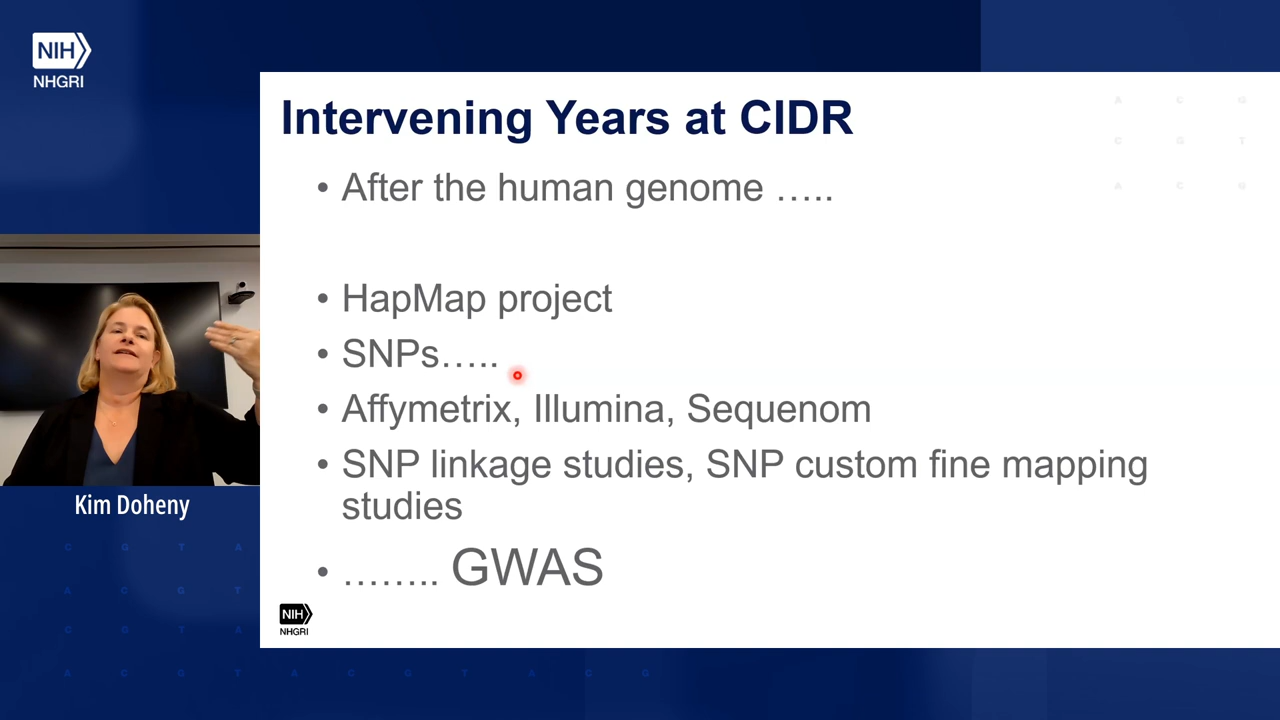 NIH
NHGRI
Intervening Years at CIDR
• After the human genome …..
• HapMap project
• SNPs…..
• Affymetrix, Illumina, Sequenom
• SNP linkage studies, SNP custom fine mapping
studies
• …….. GWAS
NIH
NHGRI
Kim Doheny
A C G
C G T
A C G
C G T A
A C G T
C G T A
A C G T A C G T A C G